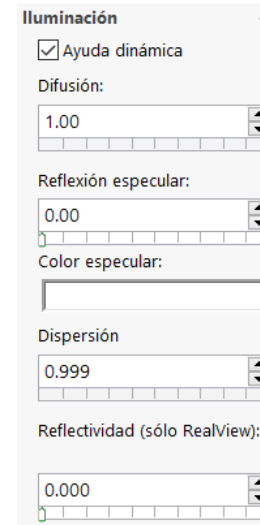 Iluminación
Ayuda dinámica
Difusión:
1.00
Reflexión especular:
0.00
Color especular:
Dispersión
0.999
Reflectividad (sólo RealView):
0.000